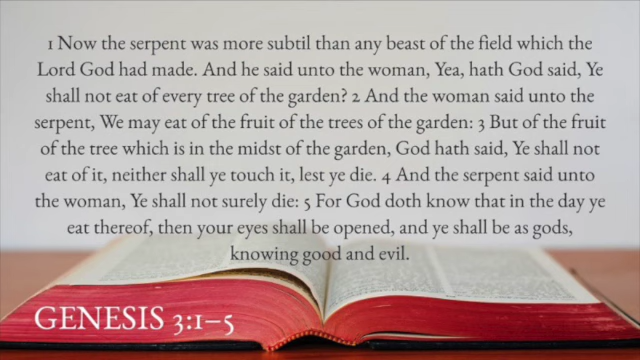 1 Now the serpent was more subtil than any beast of the field which the
Lord God had made. And he said unto the woman, Yea, hath God said, Ye
shall not eat of every tree of the garden? 2 And the woman said unto the
serpent, We may eat of the fruit of the trees of the garden: 3 But of the fruit
of the tree which is in the midst of the garden, God hath said, Ye shall not
eat of it, neither shall ye touch it, lest ye die. 4 And the serpent said unto
the woman, Ye shall not surely die: 5 For God doth know that in the day ye
eat thereof, then your eyes shall be opened, and ye shall be as gods,
knowing good and evil.
GENESIS 3:1–5